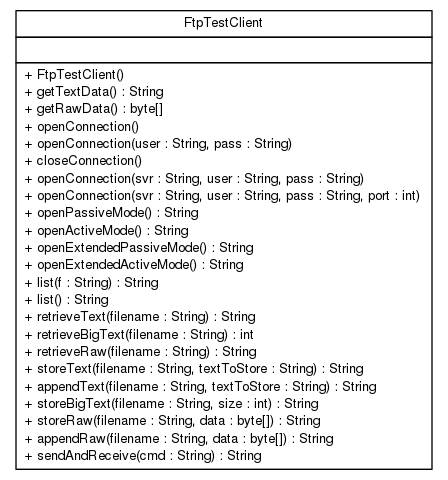 FtpTestClient
+ FtpTestClient()
+ getTextData() : String
+ getRawData() : byte[]
+ openConnection()
+ openConnection(user : String, pass : String)
+ closeConnection()
+ openConnection(svr : String, user : String, pass : String)
+ openConnection(svr : String, user : String, pass : String, port : int)
+ openPassiveMode() : String
+ openActiveMode() : String
+ openExtendedPassiveMode() : String
+ openExtendedActiveMode() : String
+ list(f : String) : String
+ list() : String
+ retrieveText(filename : String) : String
+ retrieveBigText(filename : String) : int
+ retrieveRaw(filename : String) : String
+ storeText(filename : String, textToStore : String) : String
+ appendText(filename : String, textToStore : String) : String
+ storeBigText(filename : String, size : int) : String
+ storeRaw(filename : String, data : byte[]) : String
+ appendRaw(filename : String, data : byte[]) : String
+ sendAndReceive(cmd : String) : String